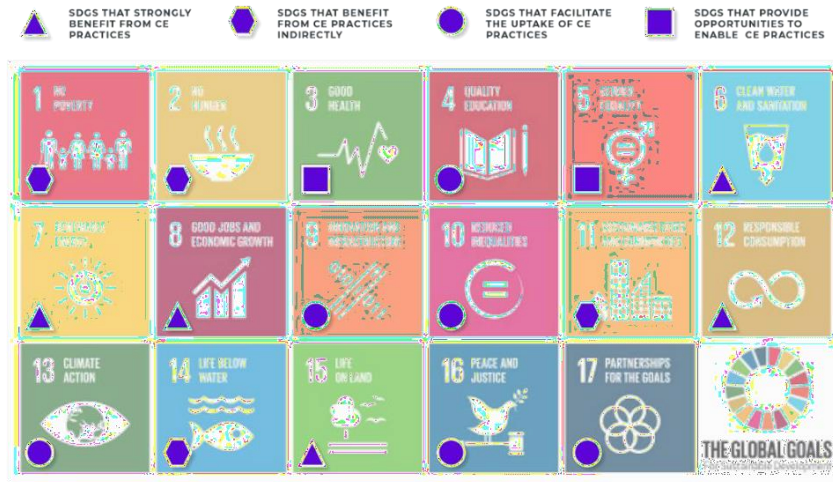 SDGS THAT STRONGLY
BENEFIT FROM CE
PRACTICES
SDGS THAT BENEFIT
FROM CE PRACTICES
INDIRECTLY
SDGS THAT FACILITATE
THE UPTAKE OF CE
PRACTICES
SDGS THAT PROVIDE
OPPORTUNITIES TO
ENABLE CE PRACTICES
1 NO
POVERTY
2 NO
HUNGER
3 GOOD
HEALTH
4 QUALITY
EDUCATION
5
EQUALITY
6 CLEAN WATER
AND SANITATION
7
8 GOOD JOBS AND
ECONOMIC GROWTH
9
10 REDUCED
INEQUALITIES
11
12 RESPONSIBLE
CONSUMPTION
13 CLIMATE
ACTION
14 LIFE BELOW
WATER
15 LIFE
ON LAND
16 PEACE AND
JUSTICE
17 PARTNERSHIPS
FOR THE GOALS
THE GLOBAL GOALS